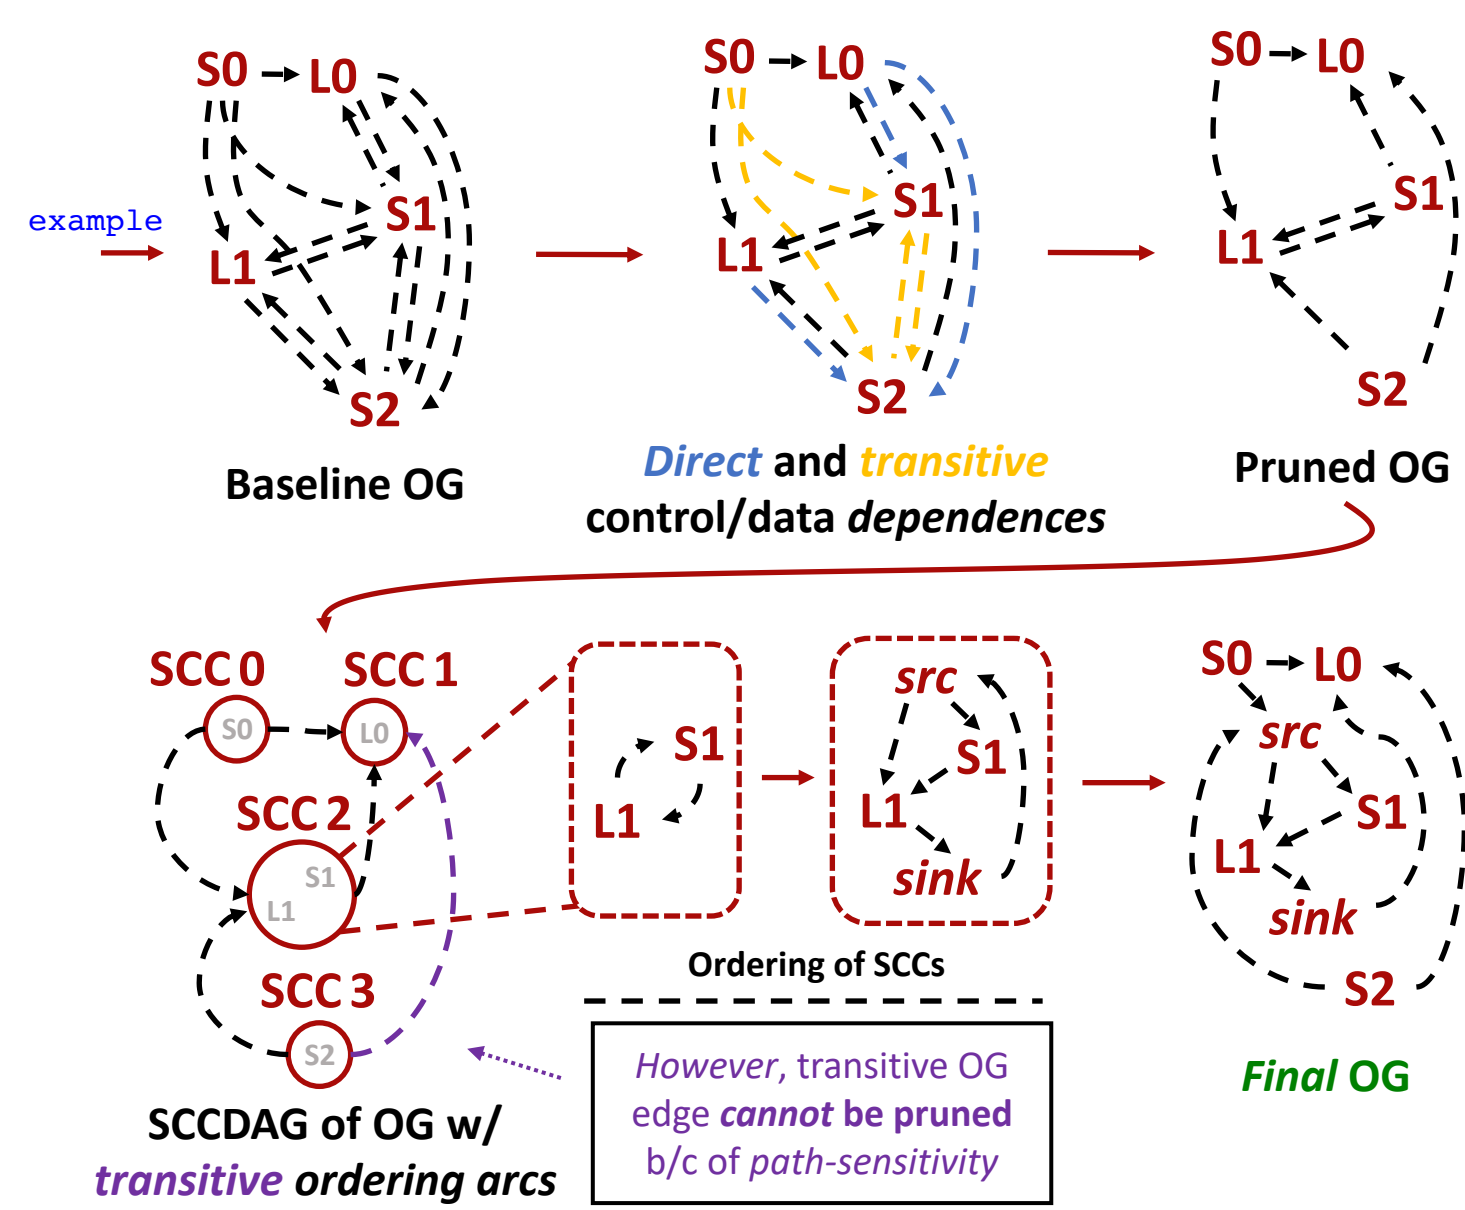 example
S0
L0
S1
L1
S2
Baseline OG
S0
L0
S1
L1
S2
Direct and transitive
control/data dependences
S0
L0
S1
L1
S2
Pruned OG
SCC 0
SCC 1
S0
L0
SCC 2
S1
L1
SCC 3
S2
SCCDAG of OG w/
transitive ordering arcs
S1
L1
src
S1
L1
sink
Ordering of SCCs
However, transitive OG
edge cannot be pruned
b/c of path-sensitivity
S0
L0
src
S1
L1
sink
S2
Final OG